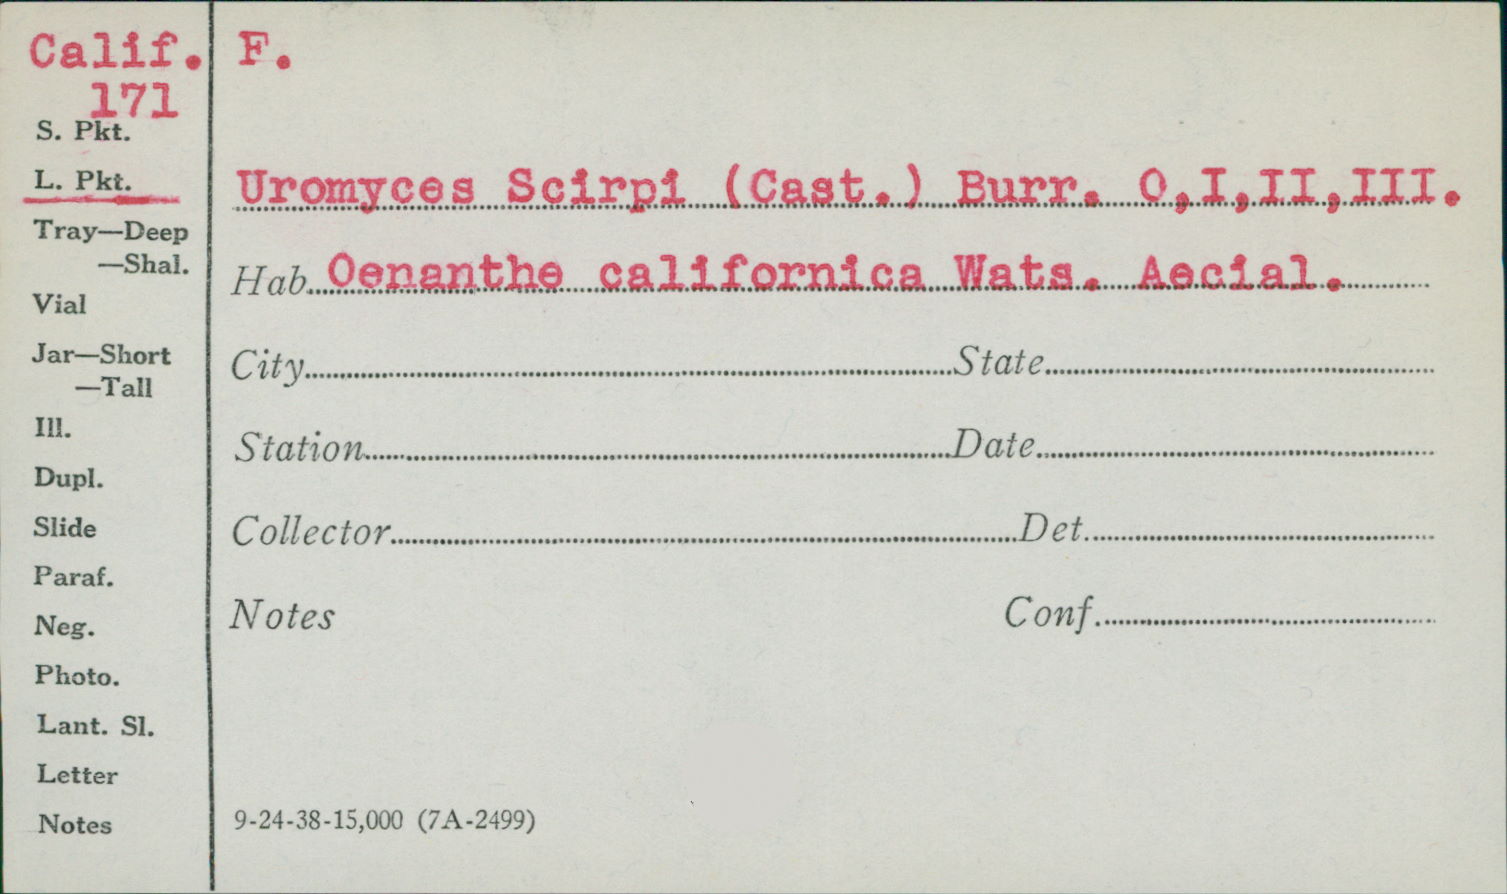 Calif. F.
171
S. Pkt.
L. Pkt.
Uromyces Scirpi (Cast.) Burr. O,I,II,III.
Tray—Deep
—Shal.
Hab. Oenanthe californica Wats. Aecial.
Vial
Jar—Short
—Tall
City State
Ill.
Station Date
Dupl.
Slide
Collector Det.
Paraf.
Neg.
Notes Conf.
Photo.
Lant. Sl.
Letter
Notes
9-24-38-15,000 (7A-2499)